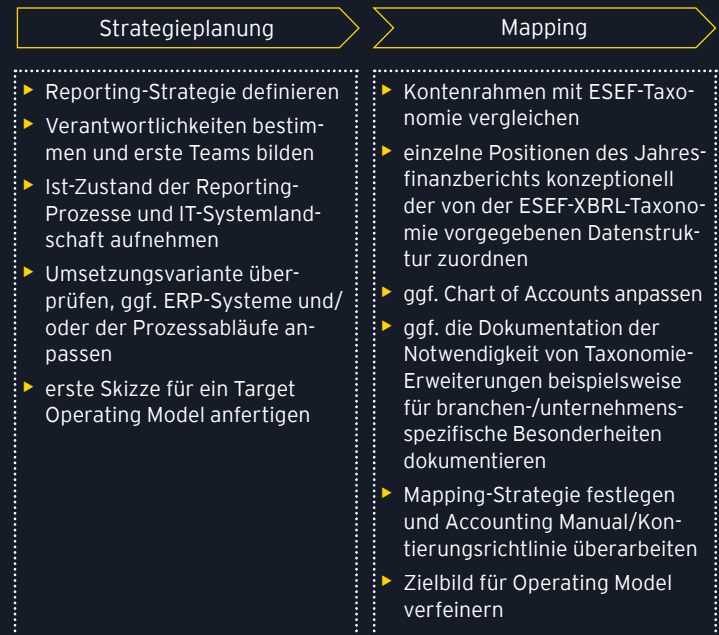 Strategieplanung
▶ Reporting-Strategie definieren
▶ Verantwortlichkeiten bestim-
men und erste Teams bilden
▶ Ist-Zustand der Reporting-
Prozesse und IT-Systemland-
schaft aufnehmen
▶ Umsetzungsvariante über-
prüfen, ggf. ERP-Systeme und/
oder der Prozessabläufe an-
passen
▶ erste Skizze für ein Target
Operating Model anfertigen
Mapping
▶ Kontenrahmen mit ESEF-Taxo-
nomie vergleichen
▶ einzelne Positionen des Jahres-
finanzberichts konzeptionell
der von der ESEF-XBRL-Taxono-
mie vorgegebenen Datenstruk-
tur zuordnen
▶ ggf. Chart of Accounts anpassen
▶ ggf. die Dokumentation der
Notwendigkeit von Taxonomie-
Erweiterungen beispielsweise
für branchen-/unternehmens-
spezifische Besonderheiten
dokumentieren
▶ Mapping-Strategie festlegen
und Accounting Manual/Kon-
tierungsrichtlinie überarbeiten
▶ Zielbild für Operating Model
verfeinern